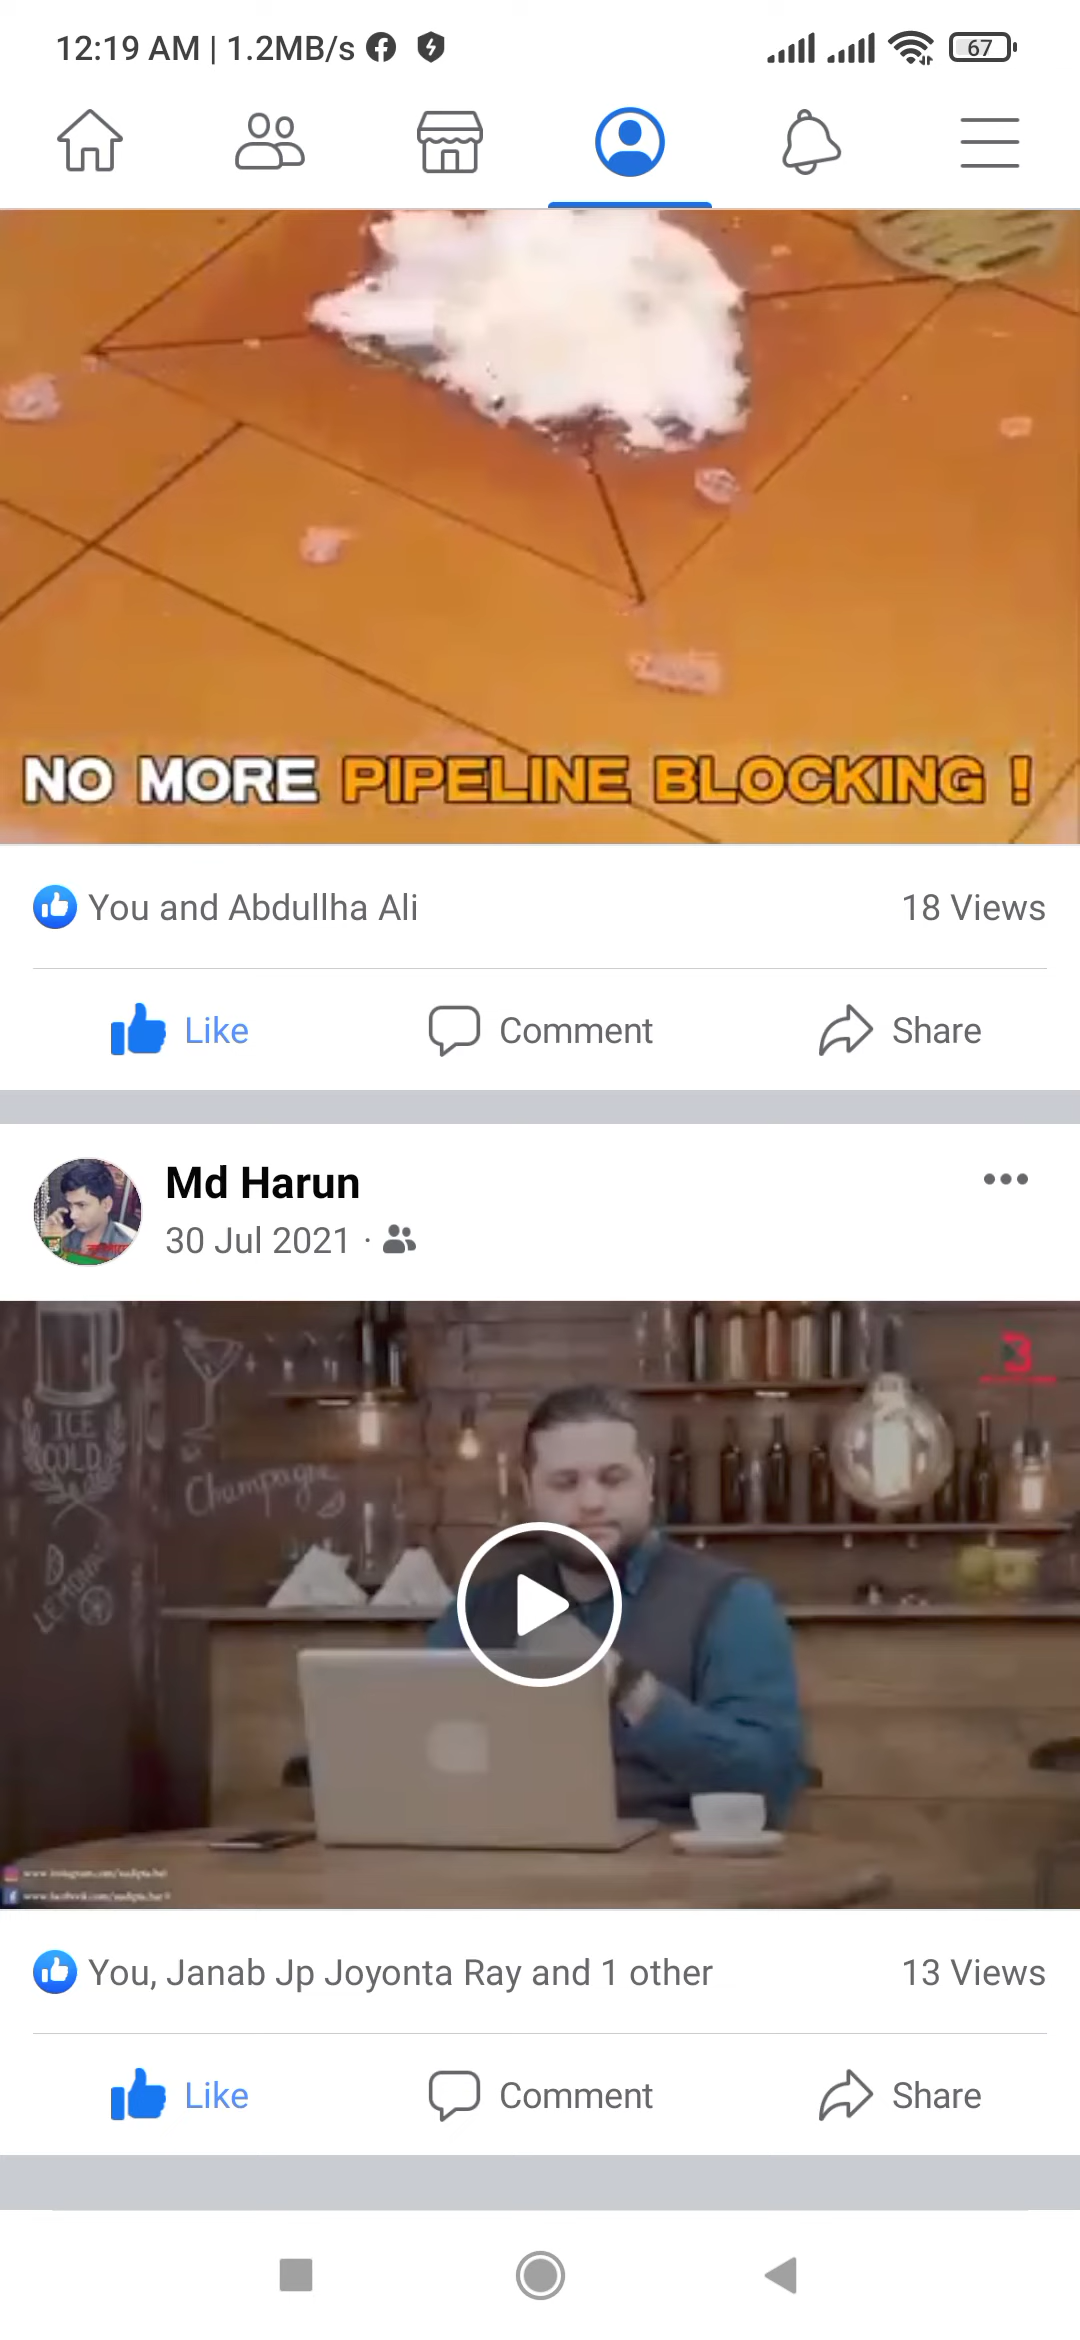 12:19 AM | 1.2MB/s
67
NO MORE PIPELINE BLOCKING !
You and Abdullha Ali
18 Views
Like
Comment
Share
Md Harun
30 Jul 2021 ·
3
ICE
COLD
Champagne
You, Janab Jp Joyonta Ray and 1 other
13 Views
Like
Comment
Share